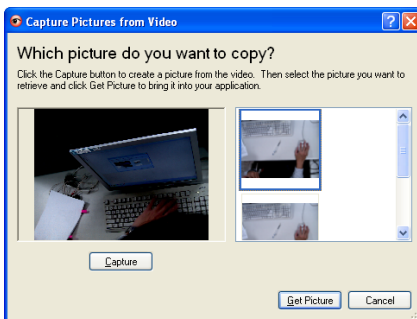 Capture Pictures from Video
Which picture do you want to copy?
Click the Capture button to create a picture from the video. Then select the picture you want to
retrieve and click Get Picture to bring it into your application.
Capture
Get Picture
Cancel